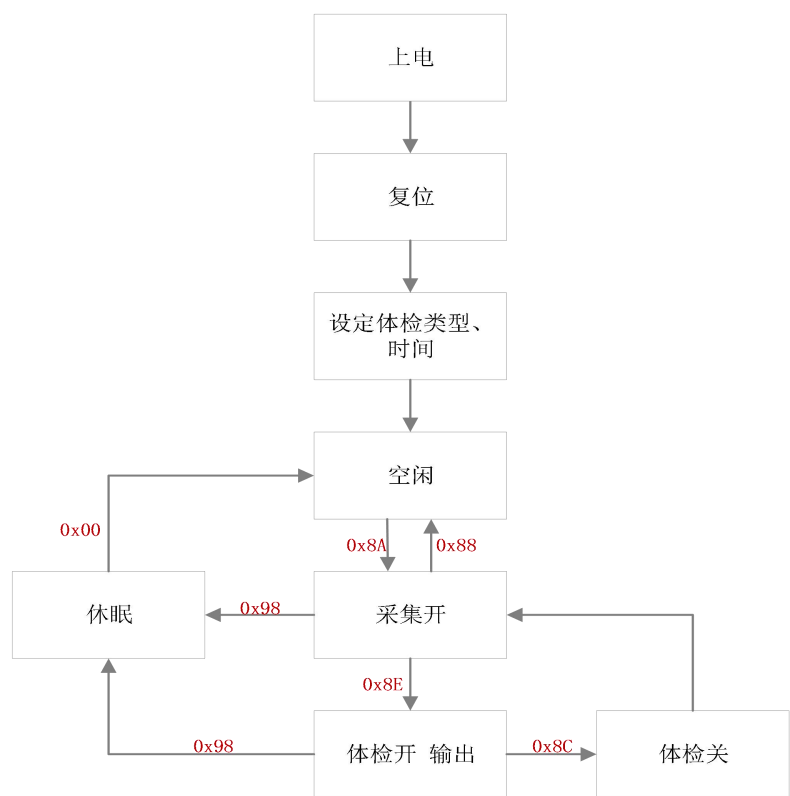 上电
复位
设定体检类型、
时间
空闲
0x00
0x8A
0x88
休眠
0x98
采集开
0x8E
0x98
体检开 输出
0x8C
体检关